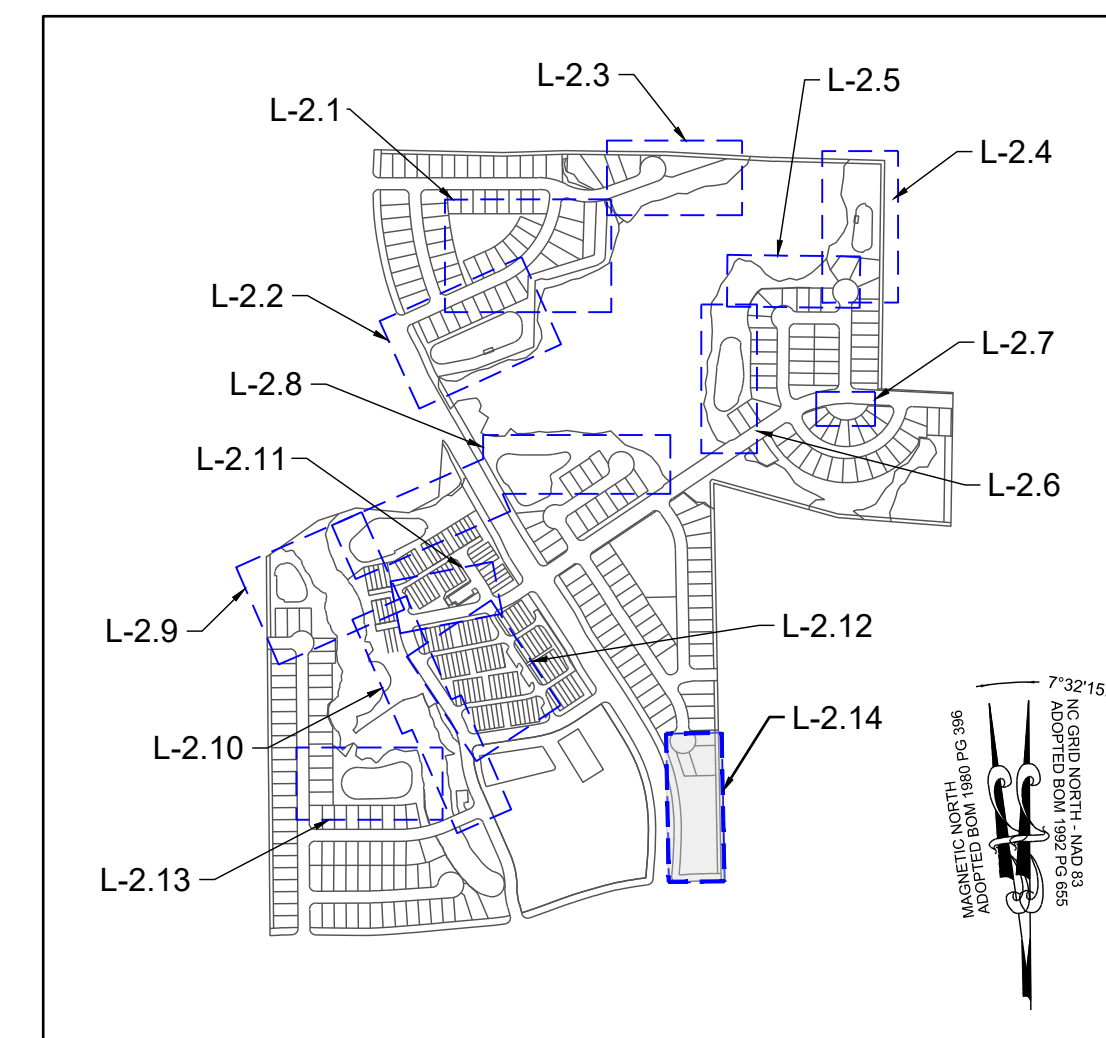 L-2.3
L-2.5
L-2.1
L-2.4
L-2.2
L-2.7
L-2.8
L-2.11
L-2.6
L-2.9
L-2.12
L-2.14
L-2.10
L-2.13
7°32'15
MAGNETIC NORTH
ADOPTED BOM 1980 PG 396
NC GRID NORTH - NAD 83
ADOPTED BOM 1992 PG 655